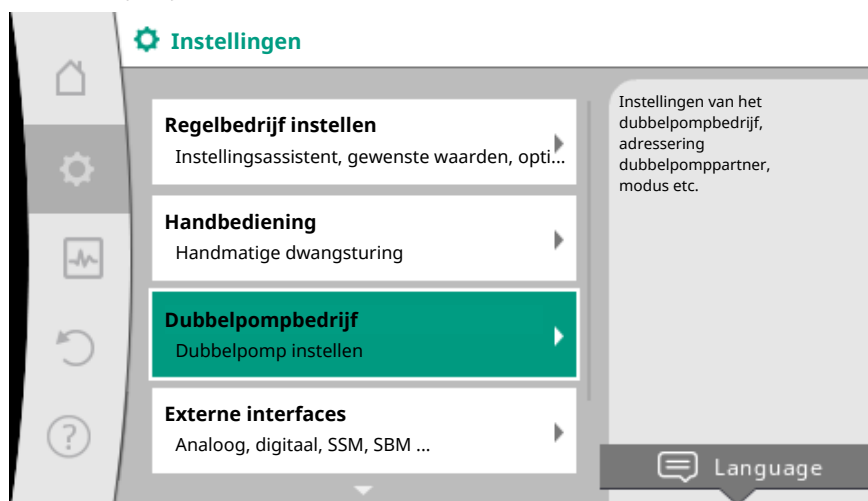 Instellingen
Regelbedrijf instellen
Instellingsassistent, gewenste waarden, opti...
Handbediening
Handmatige dwangsturing
Dubbelpompbedrijf
Dubbelpomp instellen
Externe interfaces
Analoog, digitaal, SSM, SBM ...
Instellingen van het
dubbelpompbedrijf,
adressering
dubbelpomppartner,
modus etc.
Language